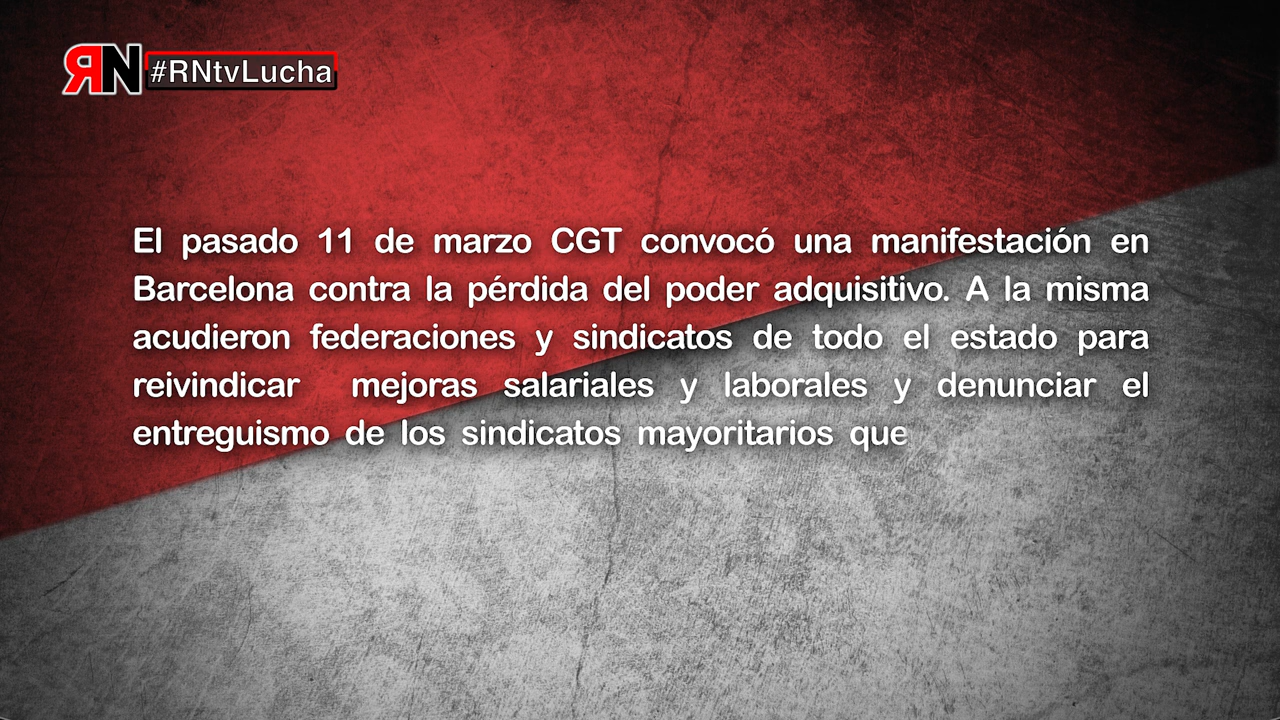 RN #RNtvLucha
El pasado 11 de marzo CGT convocó una manifestación en
Barcelona contra la pérdida del poder adquisitivo. A la misma
acudieron federaciones y sindicatos de todo el estado para
reivindicar mejoras salariales y laborales y denunciar el
entreguismo de los sindicatos mayoritarios que